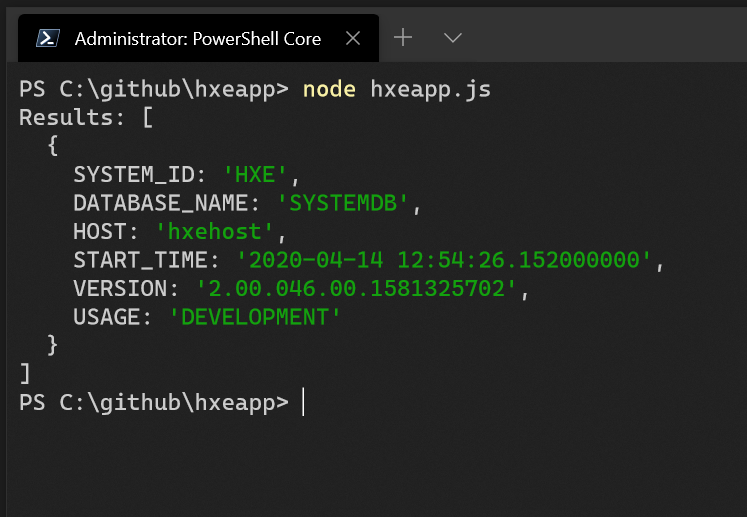 Administrator: PowerShell Core
PS C:\github\hxeapp> node hxeapp.js
Results: [
  {
    SYSTEM_ID: 'HXE',
    DATABASE_NAME: 'SYSTEMDB',
    HOST: 'hxehost',
    START_TIME: '2020-04-14 12:54:26.152000000',
    VERSION: '2.00.046.00.1581325702',
    USAGE: 'DEVELOPMENT'
  }
]
PS C:\github\hxeapp>